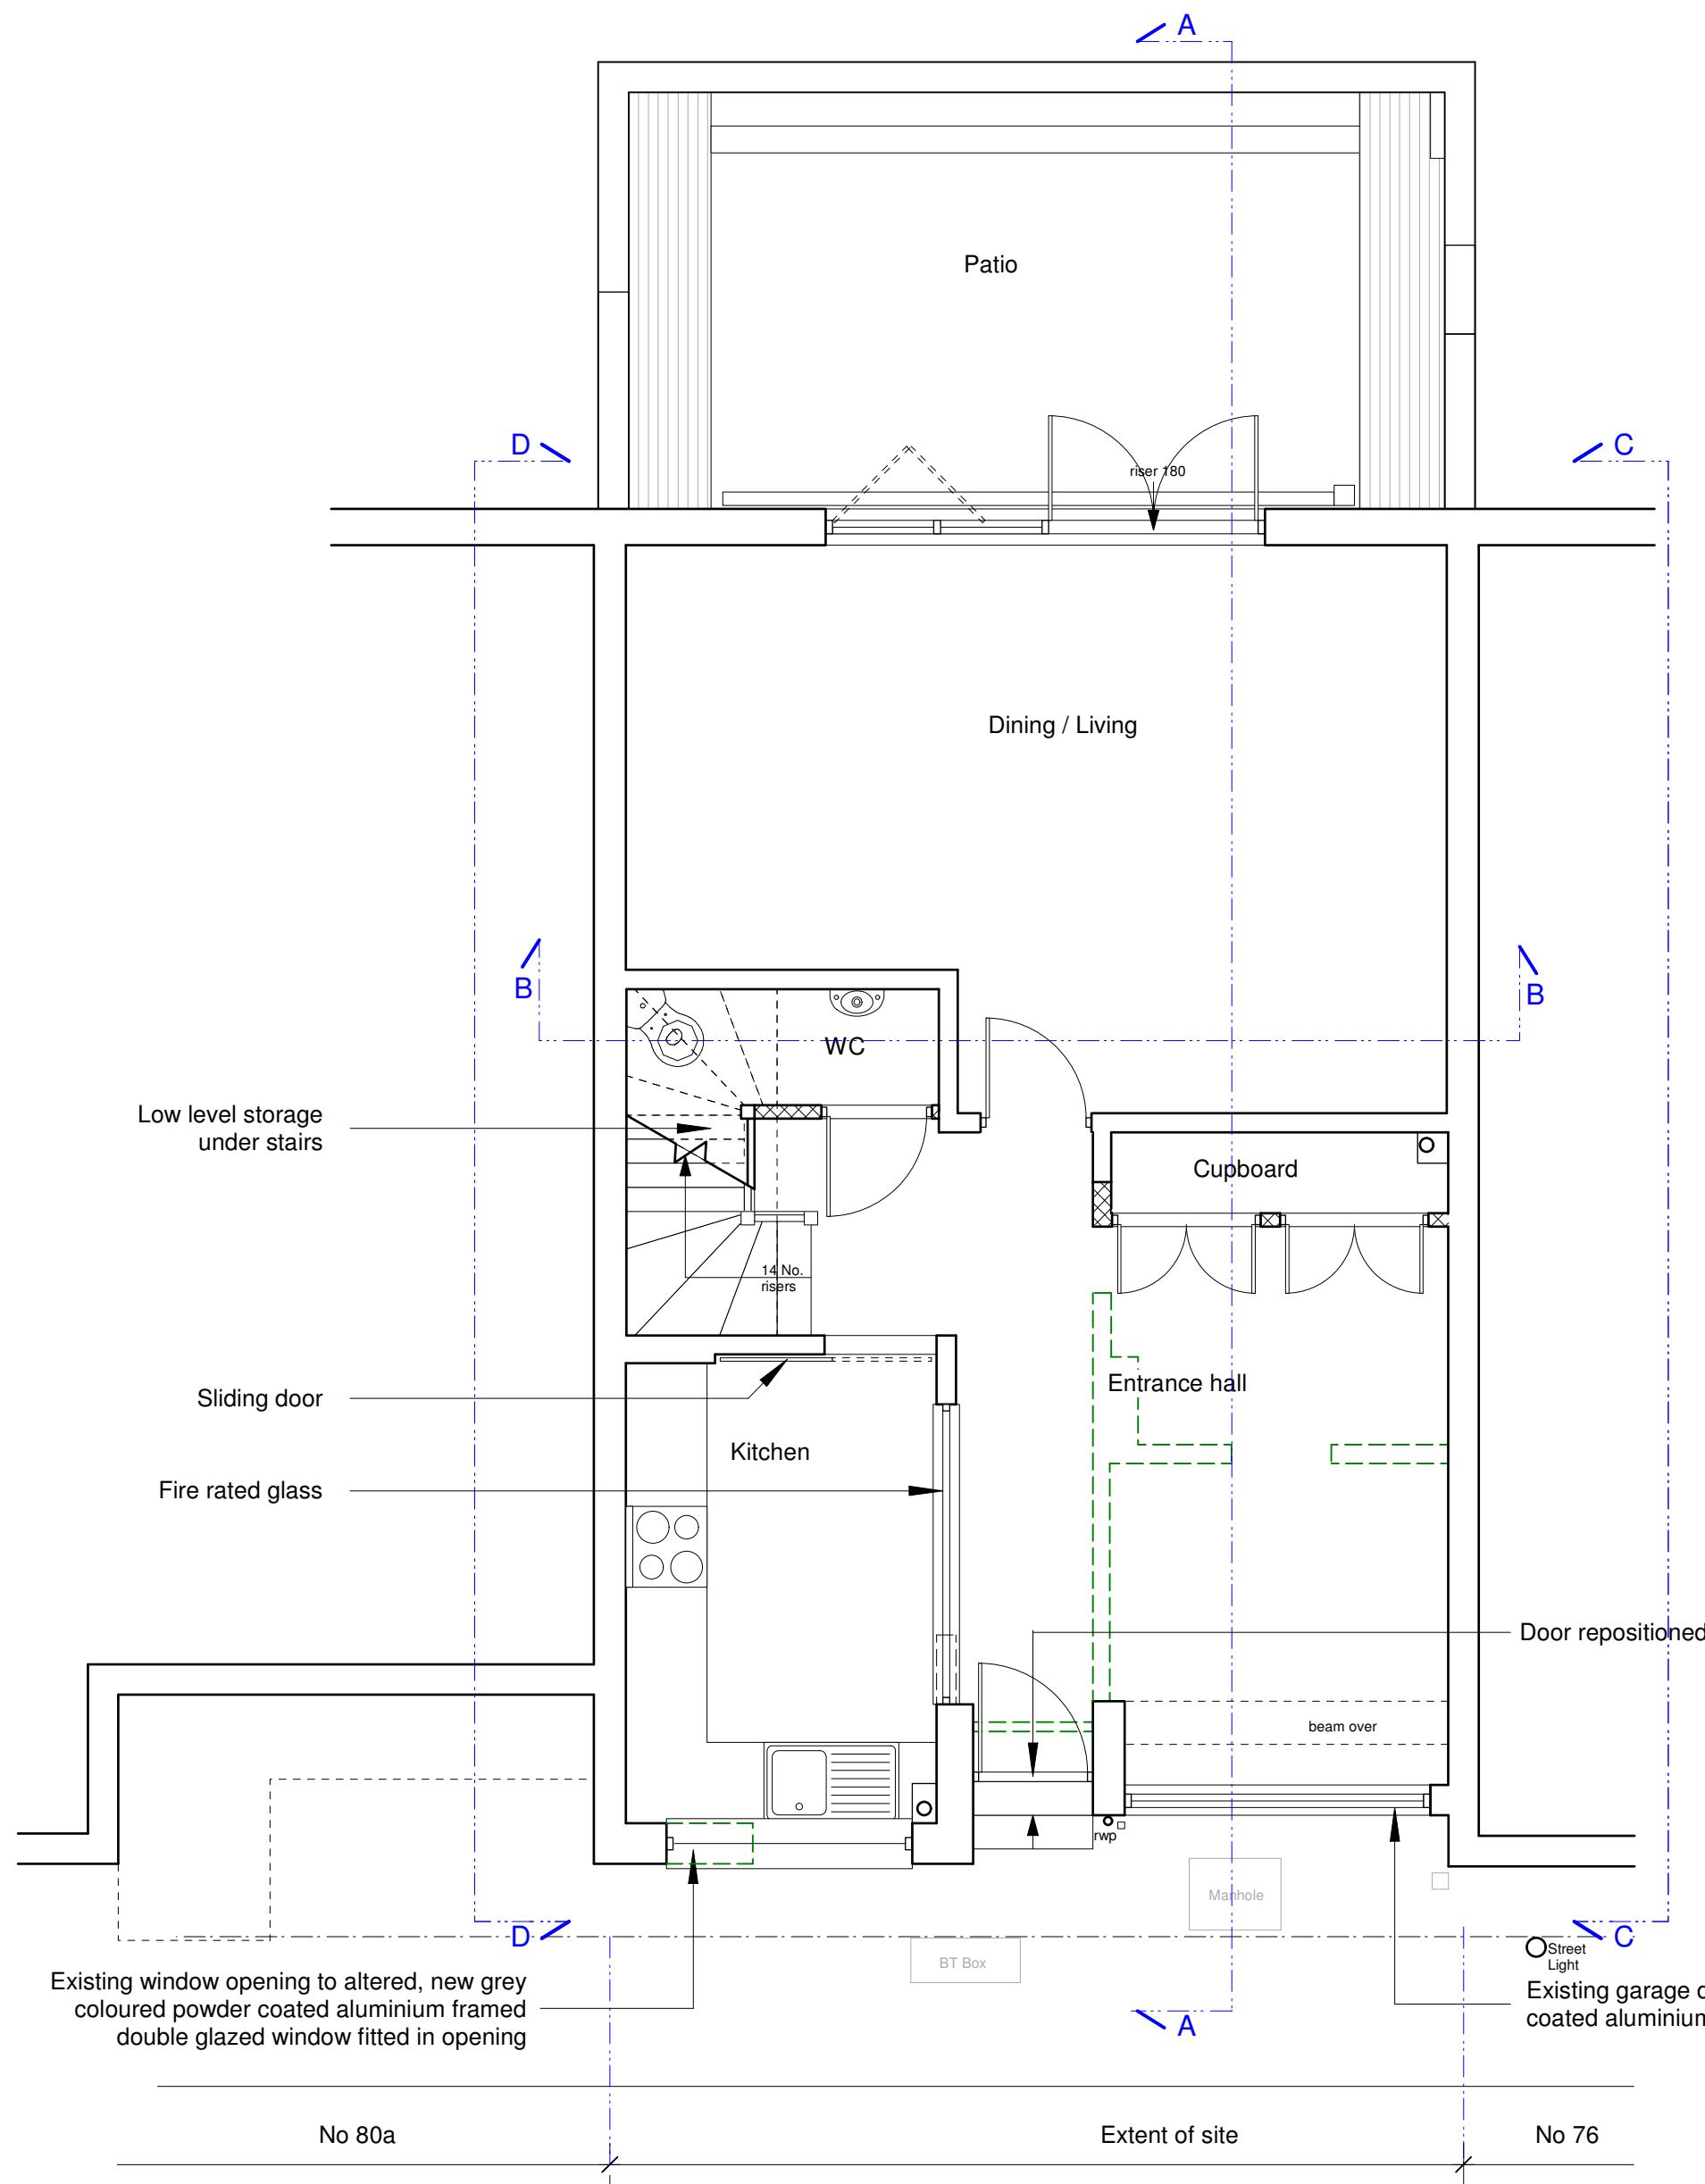 A
Patio
D
C
riser 180
Dining / Living
B
B
WC
Low level storage
under stairs
Cupboard
14 No.
risers
Entrance hall
Sliding door
Kitchen
Fire rated glass
Door repositioned
beam over
rwp
Manhole
D
C
BT Box
Street
Light
Existing window opening to altered, new grey
coloured powder coated aluminium framed
double glazed window fitted in opening
Existing garage
coated aluminium
A
No 80a
Extent of site
No 76